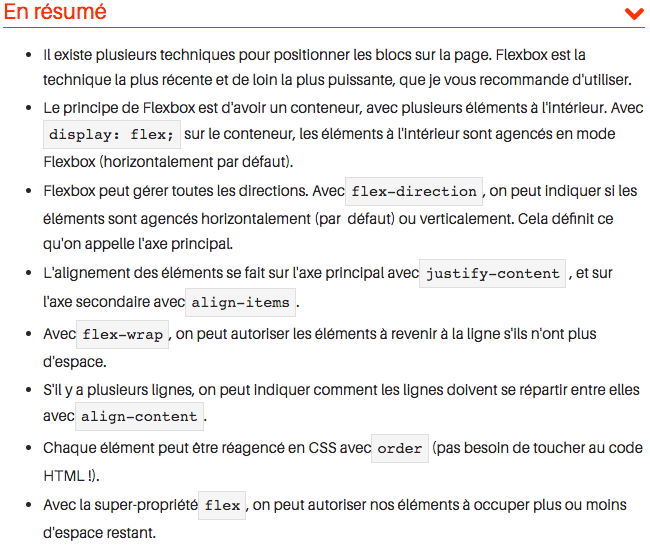 En résumé
Il existe plusieurs techniques pour positionner les blocs sur la page. Flexbox est la
technique la plus récente et de loin la plus puissante, que je vous recommande d'utiliser.
Le principe de Flexbox est d'avoir un conteneur, avec plusieurs éléments à l'intérieur. Avec
display: flex; sur le conteneur, les éléments à l'intérieur sont agencés en mode
Flexbox (horizontalement par défaut).
Flexbox peut gérer toutes les directions. Avec flex-direction , on peut indiquer si les
éléments sont agencés horizontalement (par défaut) ou verticalement. Cela définit ce
qu'on appelle l'axe principal.
L'alignement des éléments se fait sur l'axe principal avec justify-content , et sur
l'axe secondaire avec align-items .
Avec flex-wrap , on peut autoriser les éléments à revenir à la ligne s'ils n'ont plus
d'espace.
S'il y a plusieurs lignes, on peut indiquer comment les lignes doivent se répartir entre elles
avec align-content .
Chaque élément peut être réagencé en CSS avec order (pas besoin de toucher au code
HTML !).
Avec la super-propriété flex , on peut autoriser nos éléments à occuper plus ou moins
d'espace restant.